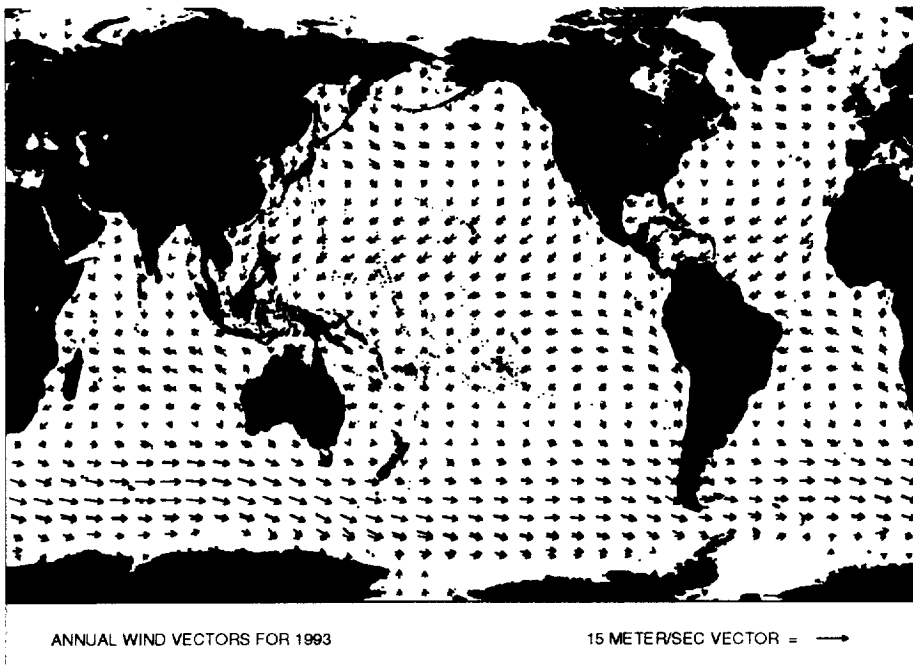 ANNUAL WIND VECTORS FOR 1993
15 METER/SEC VECTOR =